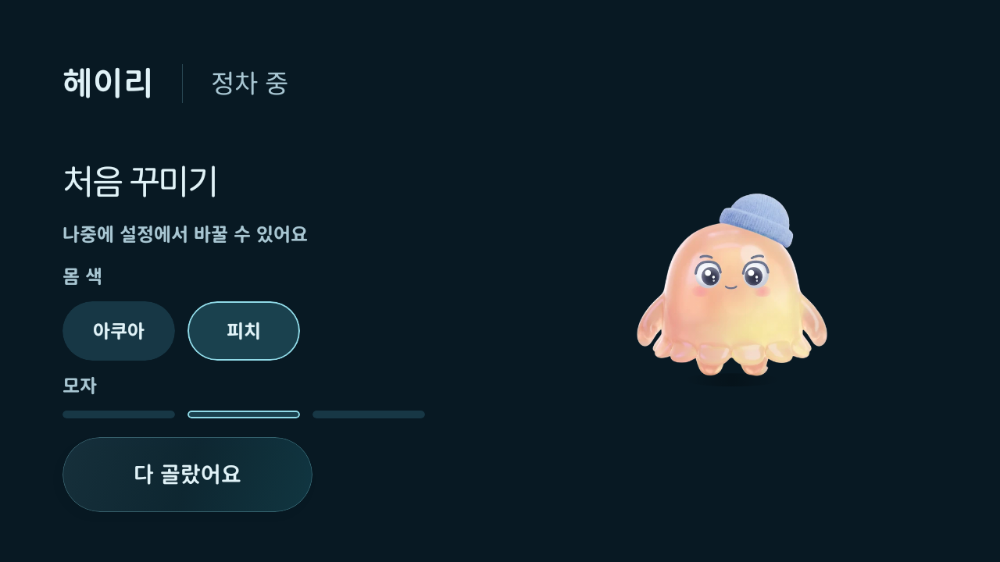 헤이리 정차 중
처음 꾸미기
나중에 설정에서 바꿀 수 있어요
몸 색
아쿠아 피치
모자
다 골랐어요